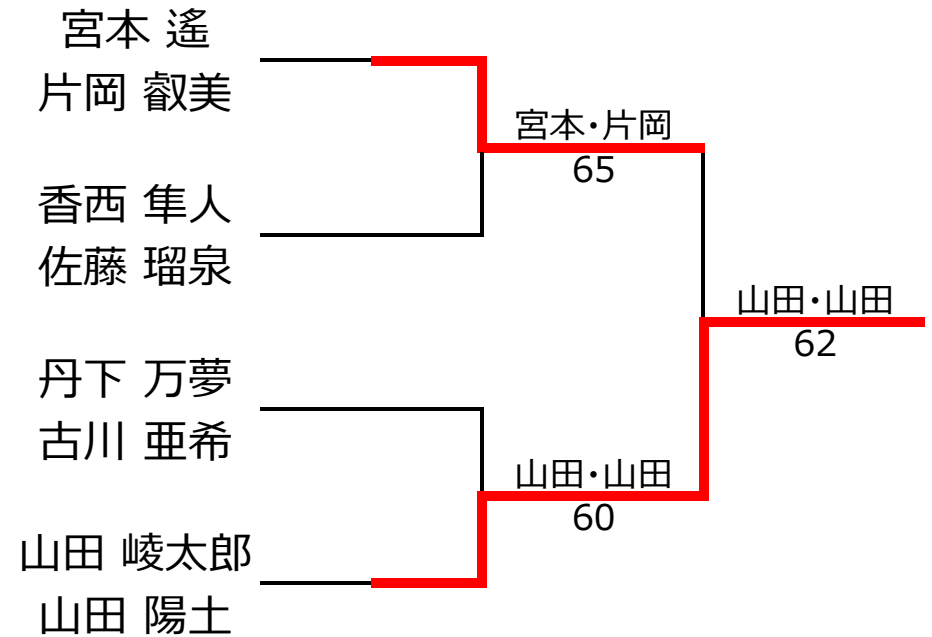 宮本 遙
片岡 叡美
宮本・片岡
65
香西 隼人
佐藤 瑠泉
山田・山田
62
丹下 万夢
古川 亜希
山田・山田
60
山田 崚太郎
山田 陽土